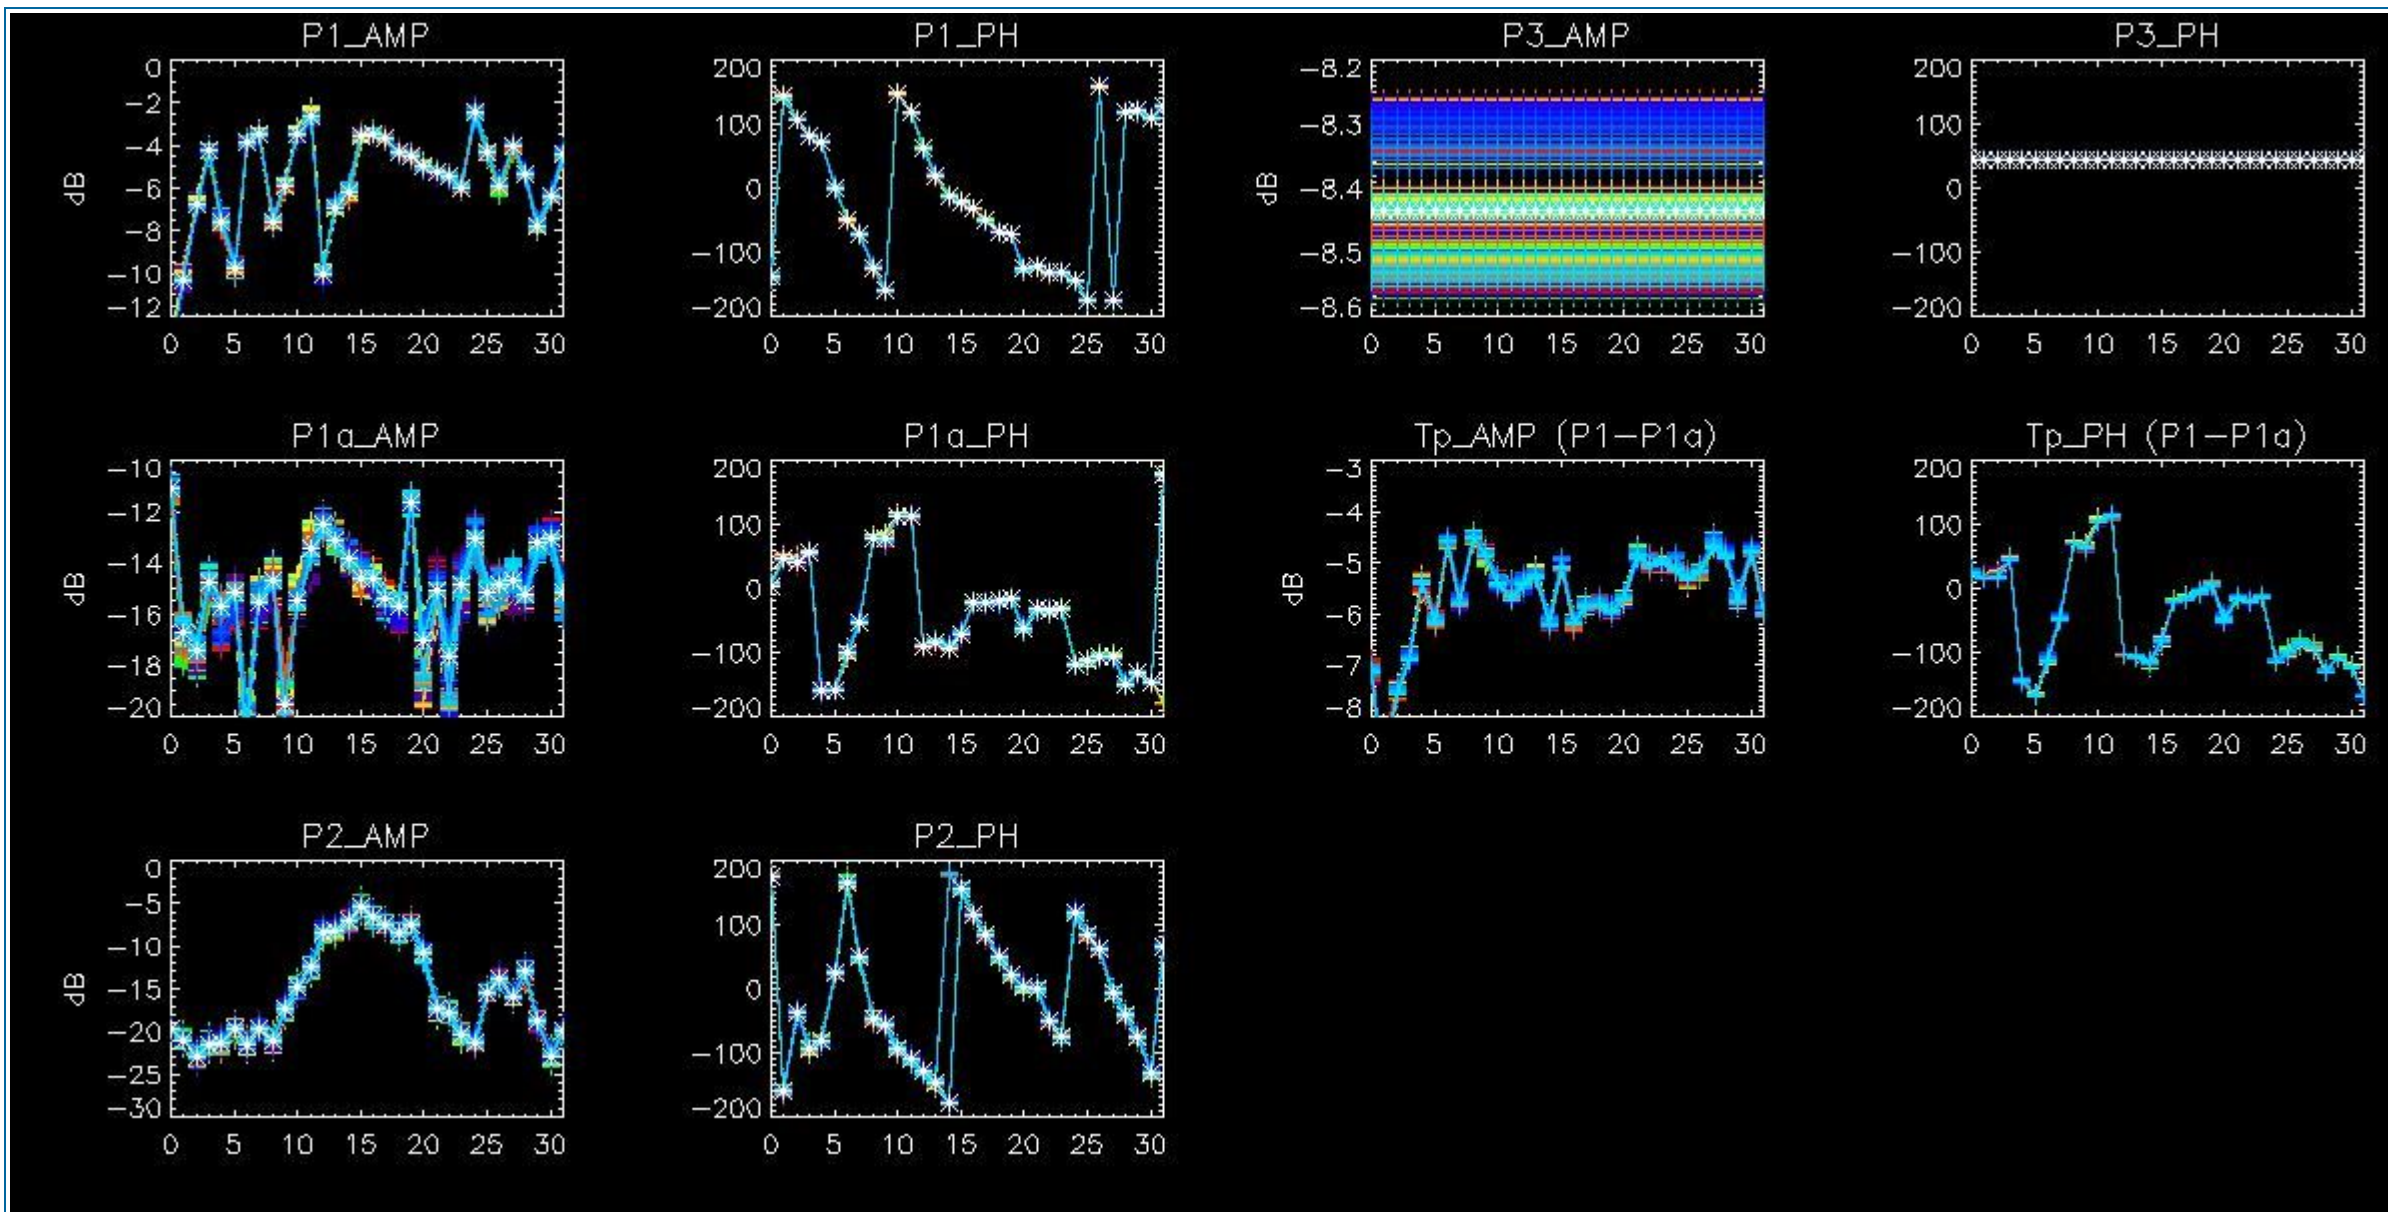 P1_AMP P1_PH P3_AMP P3_PH
0 200 -8.2 200
-2
100 -8.3 100
-4
dB dB
-6 0 -8.4 0
-8
-100 -8.5 -100
-10
-12 -200 -8.6 -200
0 5 10 15 20 25 30 0 5 10 15 20 25 30 0 5 10 15 20 25 30 0 5 10 15 20 25 30
P1a_AMP P1a_PH Tp_AMP (P1-P1a) Tp_PH (P1-P1a)
-10 200 -3 200
-12 100 -4 100
-14 -5
dB 0 dB 0
-16 -6
-18 -100 -7 -100
-20 -200 -8 -200
0 5 10 15 20 25 30 0 5 10 15 20 25 30 0 5 10 15 20 25 30 0 5 10 15 20 25 30
P2_AMP P2_PH
0 200
-5
100
-10
dB
-15 0
-20
-100
-25
-30 -200
0 5 10 15 20 25 30 0 5 10 15 20 25 30